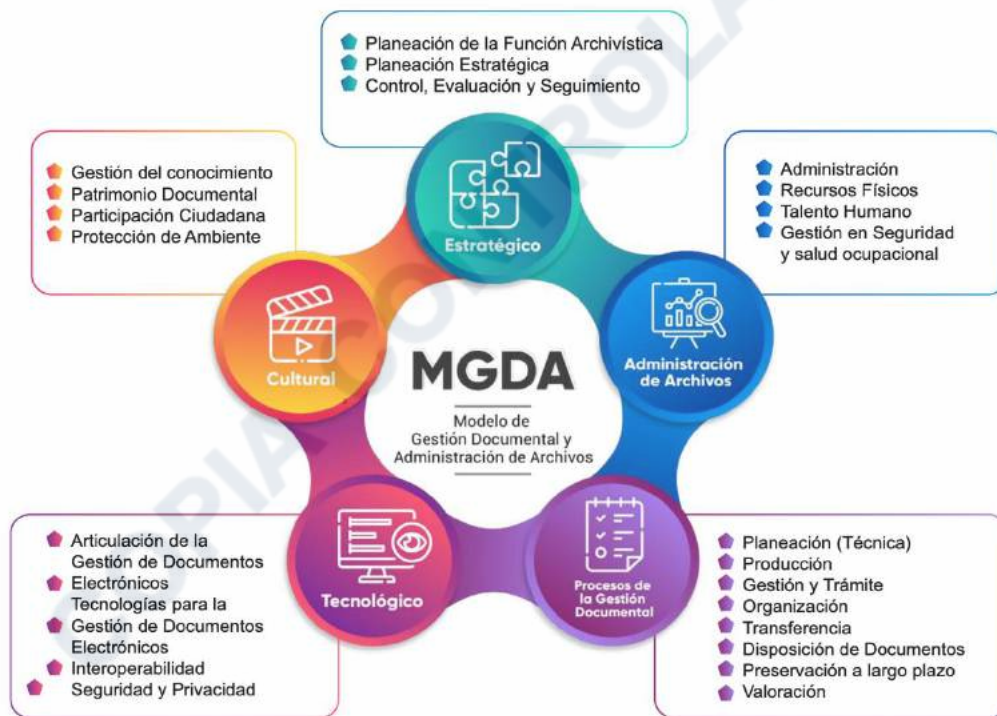 Planeación de la Función Archivística
Planeación Estratégica
Control, Evaluación y Seguimiento
Gestión del conocimiento
Patrimonio Documental
Participación Ciudadana
Protección de Ambiente
Administración
Recursos Físicos
Talento Humano
Gestión en Seguridad
y salud ocupacional
Estratégico
Cultural
Administración
de Archivos
MGDA
Modelo de
Gestión Documental y
Administración de Archivos
Tecnológico
Procesos de
la Gestión
Documental
Articulación de la
Gestión de Documentos
Electrónicos
Tecnologías para la
Gestión de Documentos
Electrónicos
Interoperabilidad
Seguridad y Privacidad
Planeación (Técnica)
Producción
Gestión y Trámite
Organización
Transferencia
Disposición de Documentos
Preservación a largo plazo
Valoración